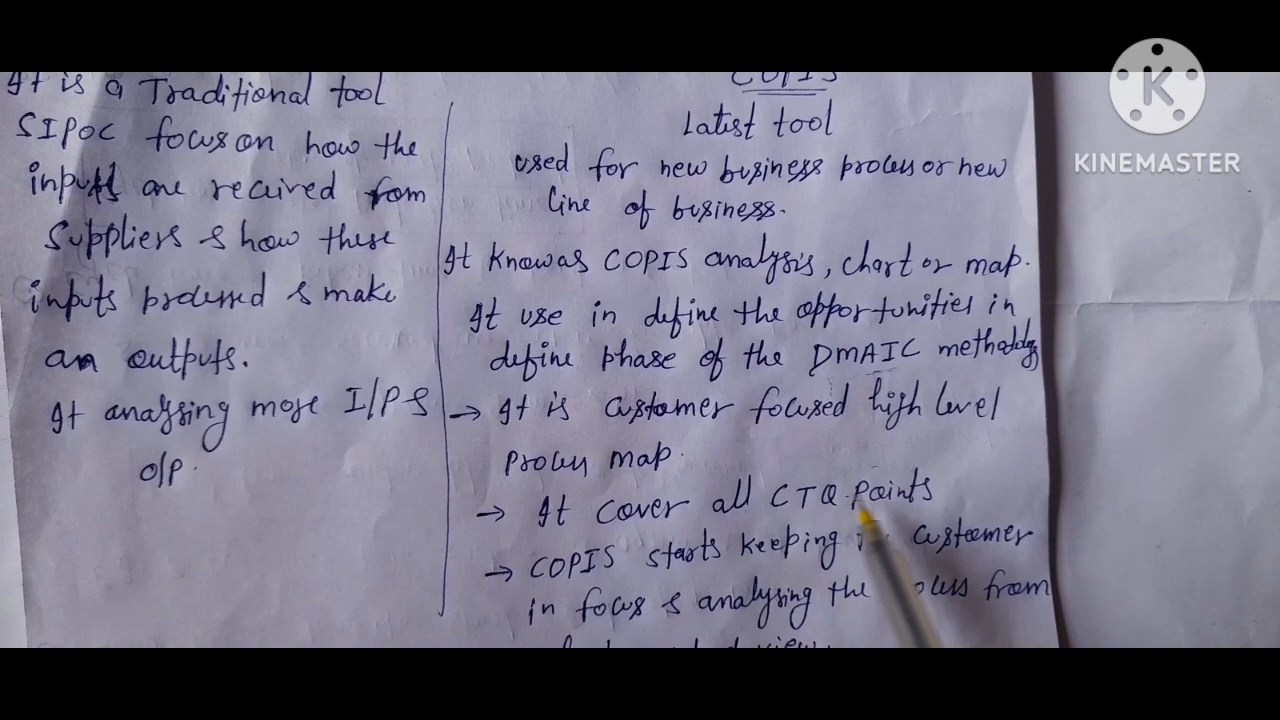 It is a Traditional tool
SIPOC focus on how the
inputs are recived from
Suppliers & how these
inputs processed & make
an outputs.
It analysing more I/P &
O/P.
COPIS
Latest tool
used for new business process or new
line of business.
It Know as COPIS analysis, chart or map.
It use in define the opportunities in
define phase of the DMAIC methodology
→ It is customer focused high level
Process map.
→ It cover all CTQ Points
→ COPIS starts keeping customer
in focus & analysing the from
K
KINEMASTER